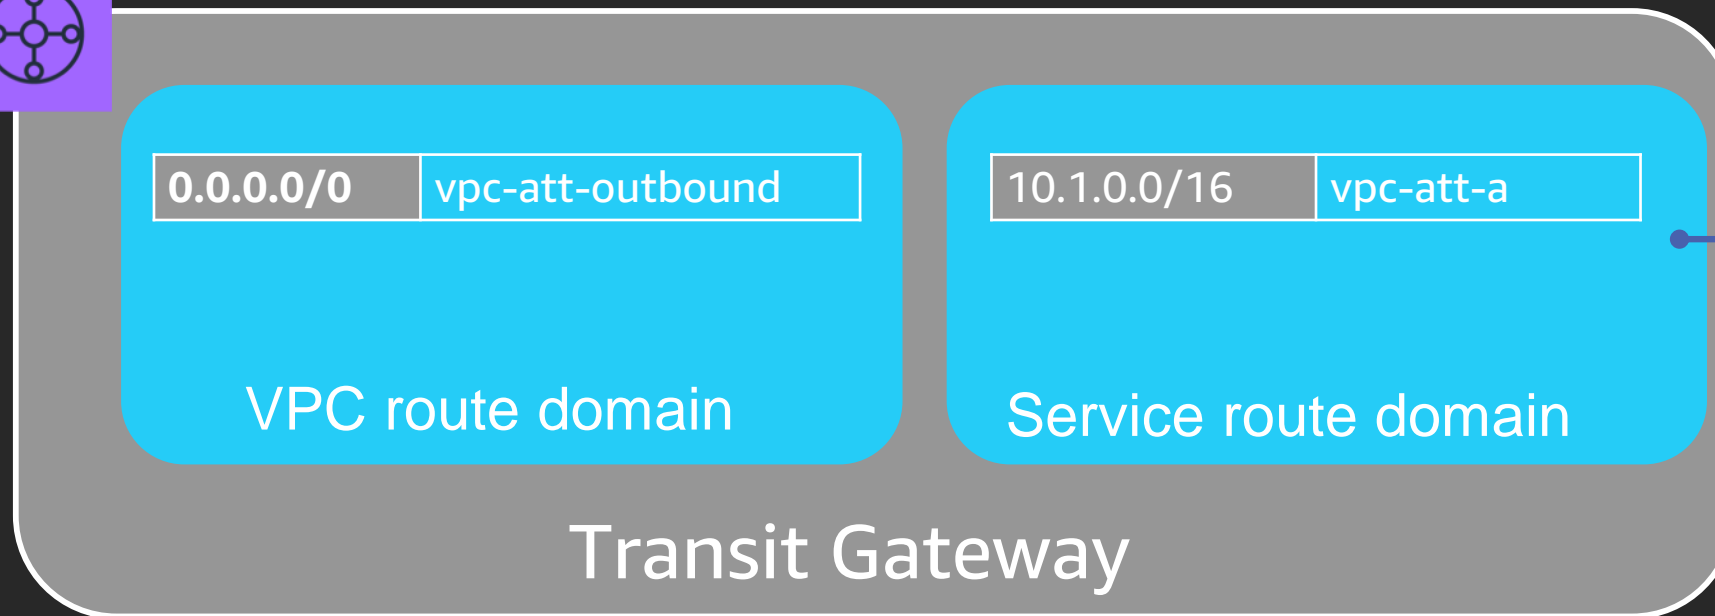 0.0.0.0/0 vpc-att-outbound
VPC route domain
10.1.0.0/16 vpc-att-a
Service route domain
Transit Gateway